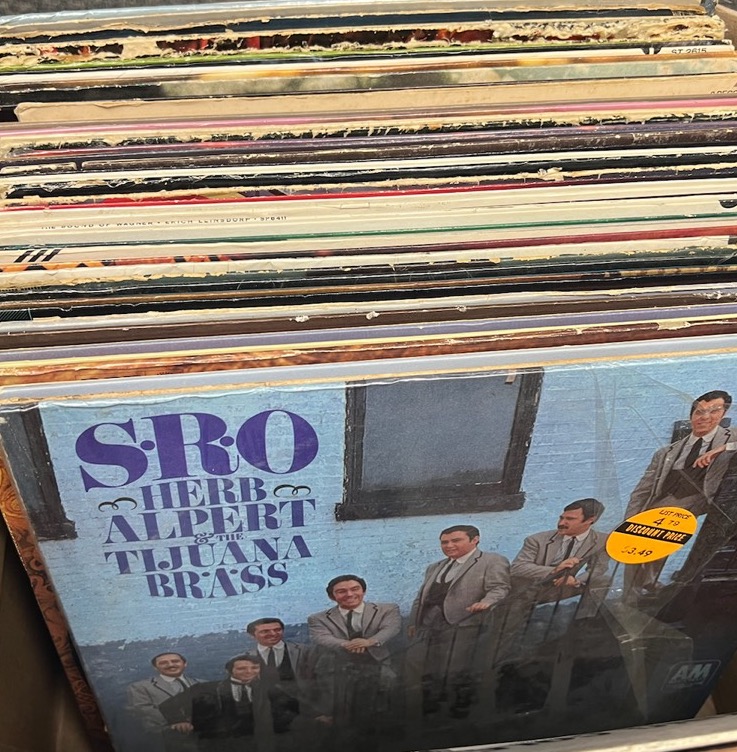 ST 2615
THE SOUND OF WAGNER • ERICH LEINSDORF • SP8411
S·R·O
HERB
ALPERT
& THE
TIJUANA
BRASS
LIST PRICE
4.79
DISCOUNT PRICE
$3.49
A&M